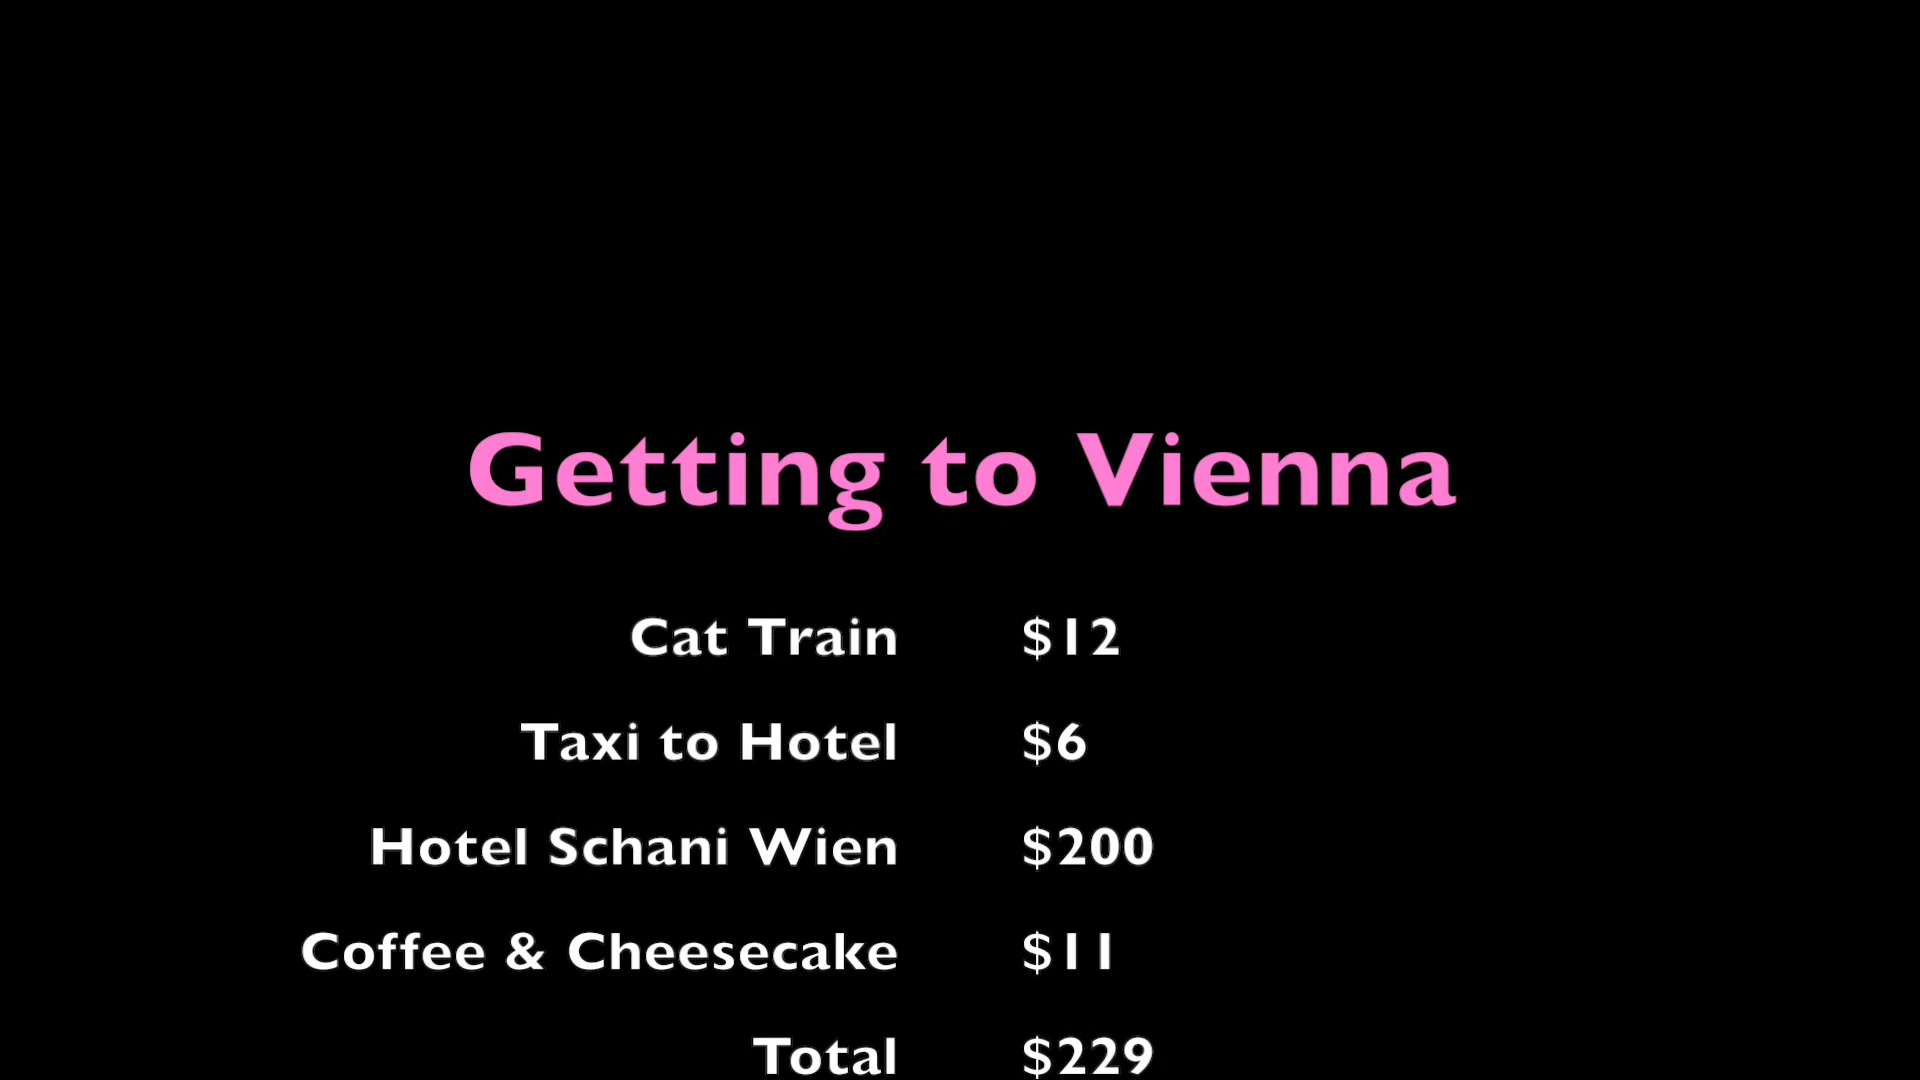 Getting to Vienna
Cat Train $12
Taxi to Hotel $6
Hotel Schani Wien $200
Coffee & Cheesecake $11
Total $229